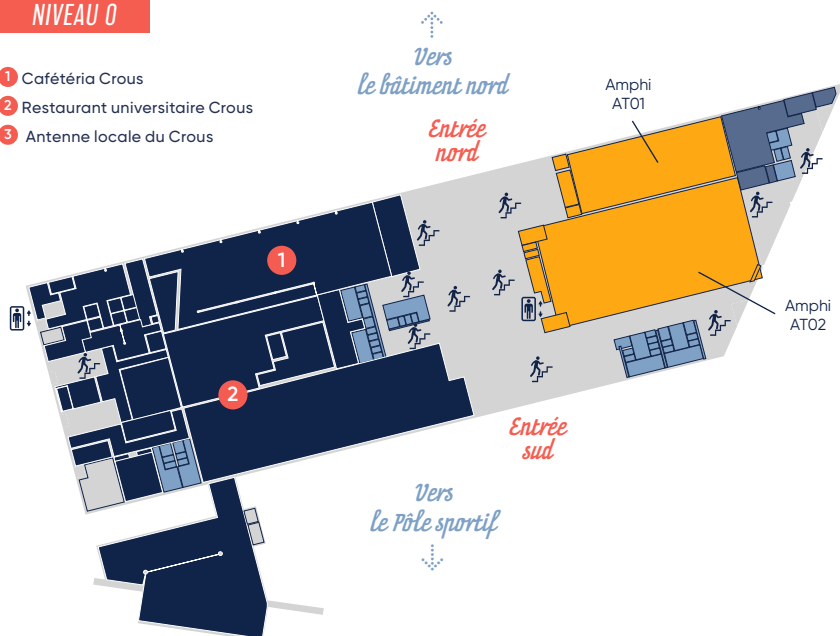 NIVEAU 0
1 Cafétéria Crous
2 Restaurant universitaire Crous
3 Antenne locale du Crous
Vers
le bâtiment nord
Entrée
nord
Amphi
AT01
1
Amphi
AT02
2
Entrée
sud
Vers
le Pôle sportif